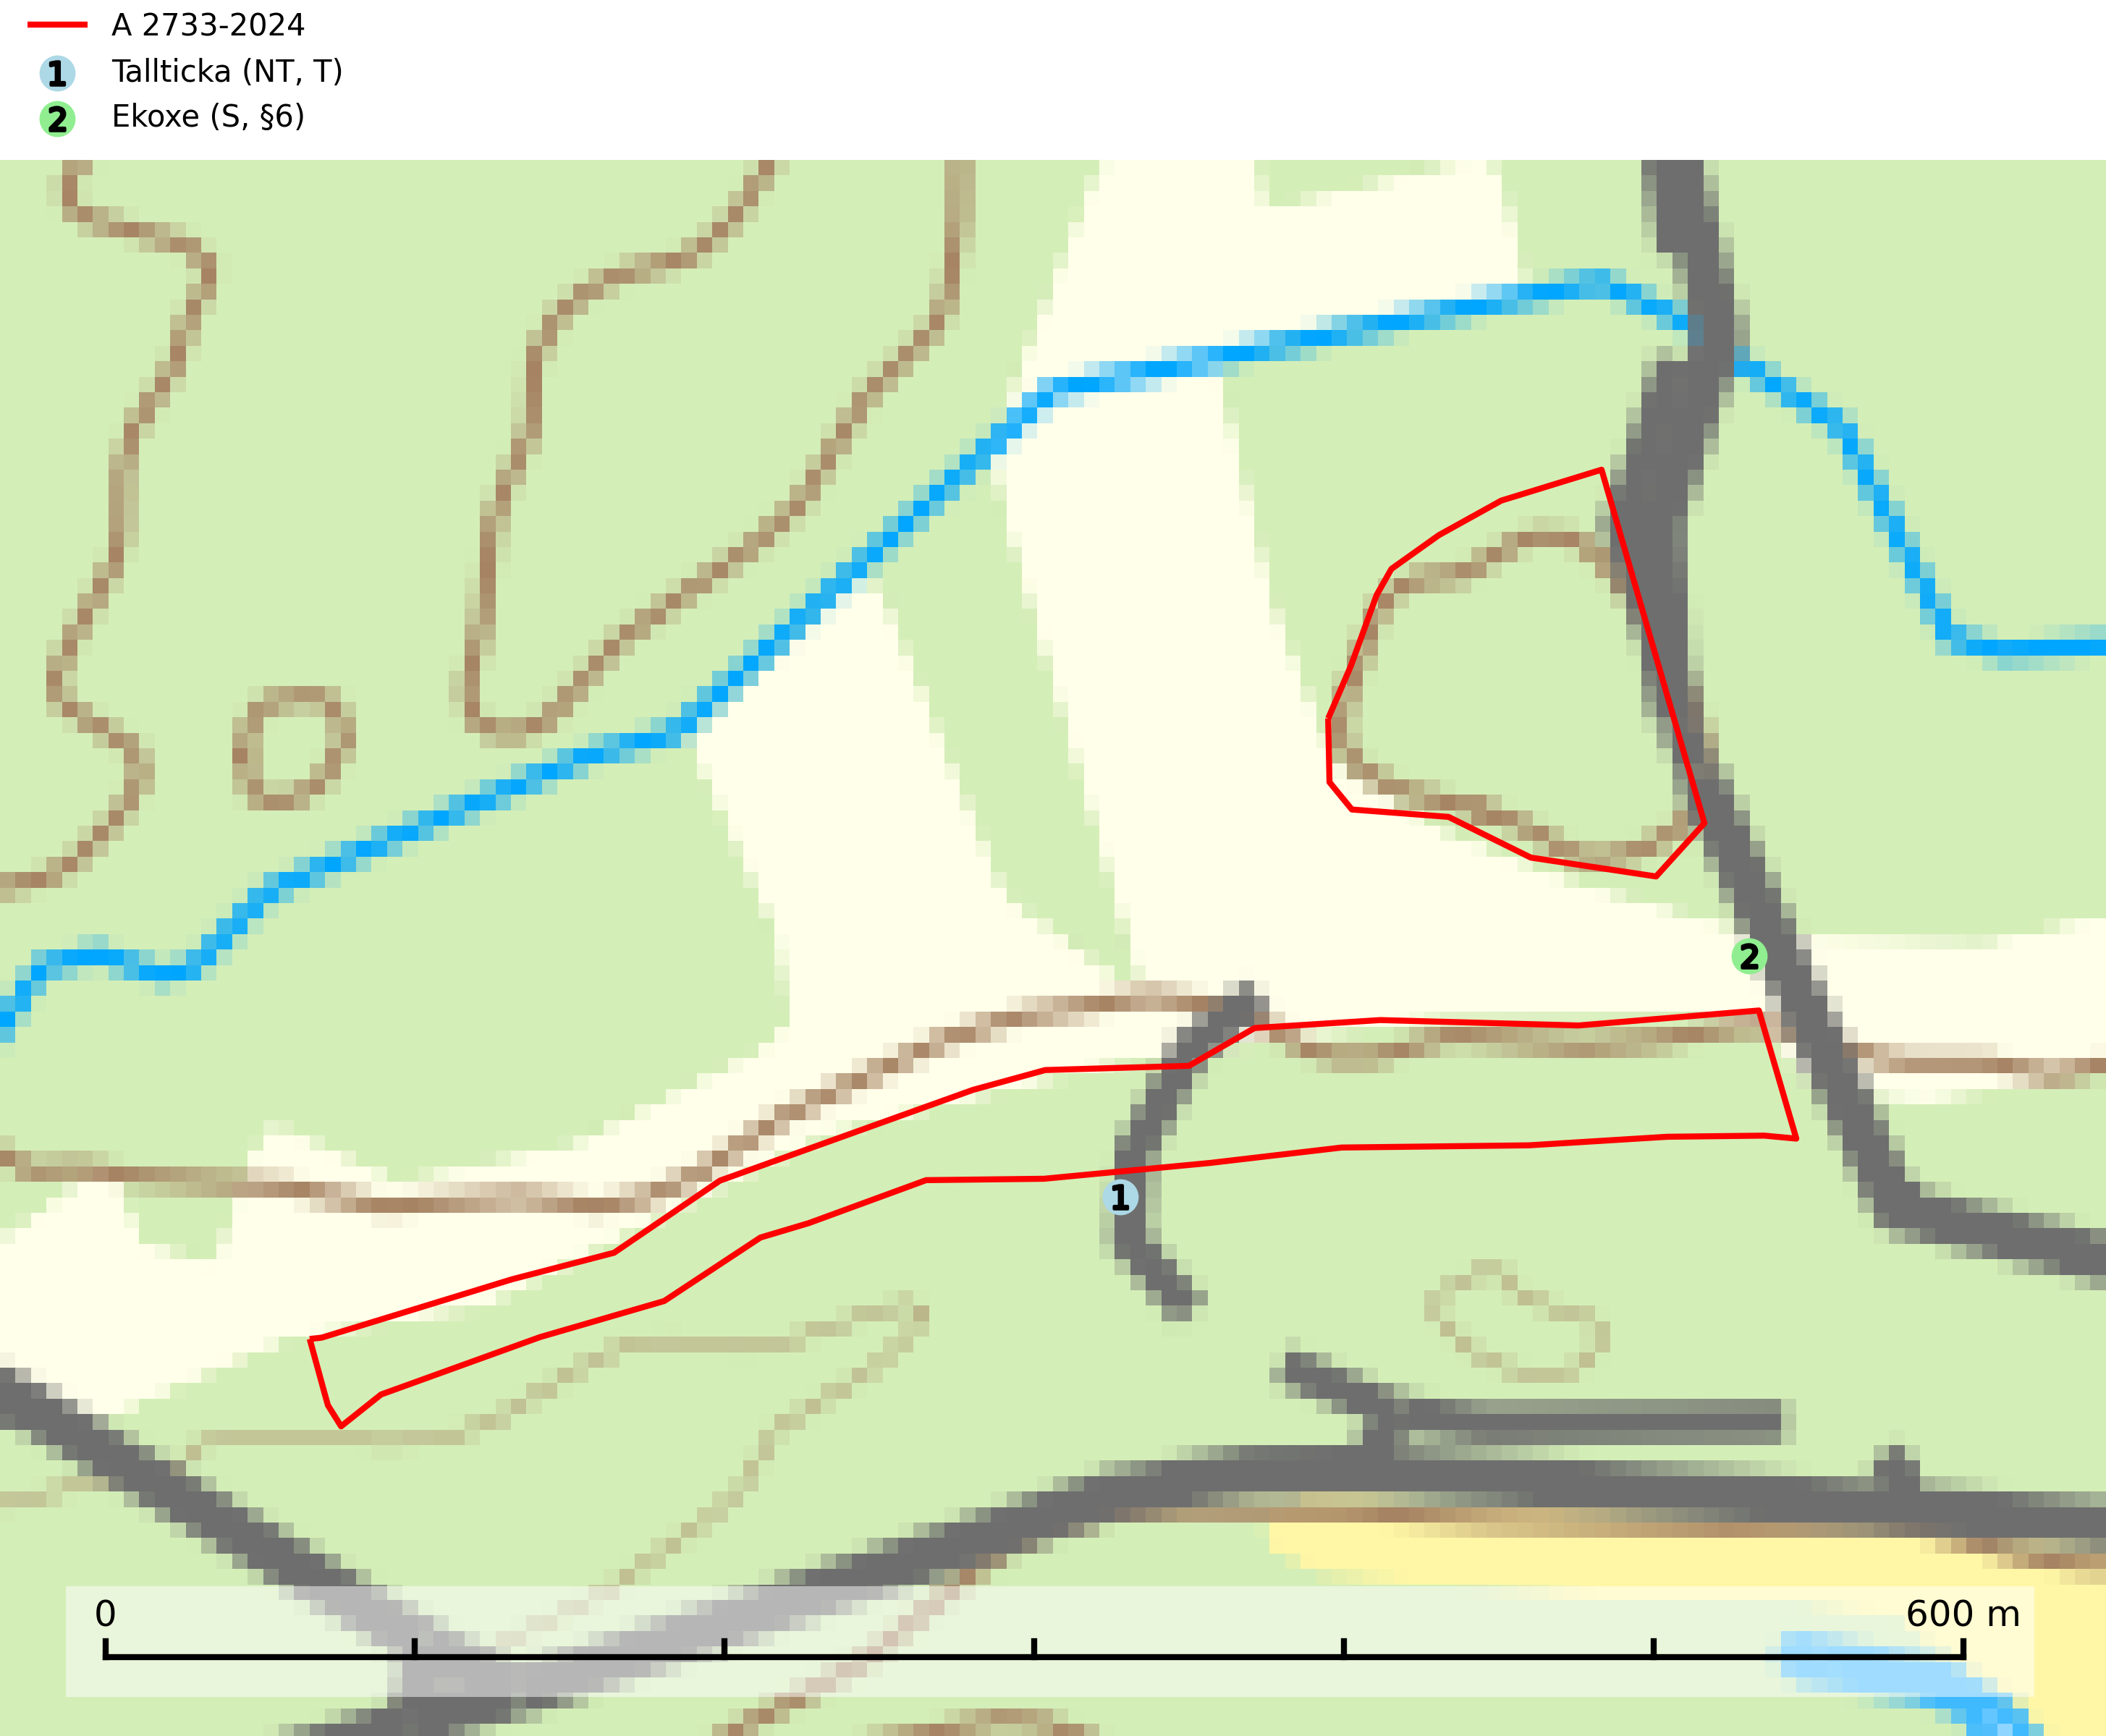 A 2733-2024
1 Tallticka (NT, T)
2 Ekoxe (S, §6)
2
1
0 600 m